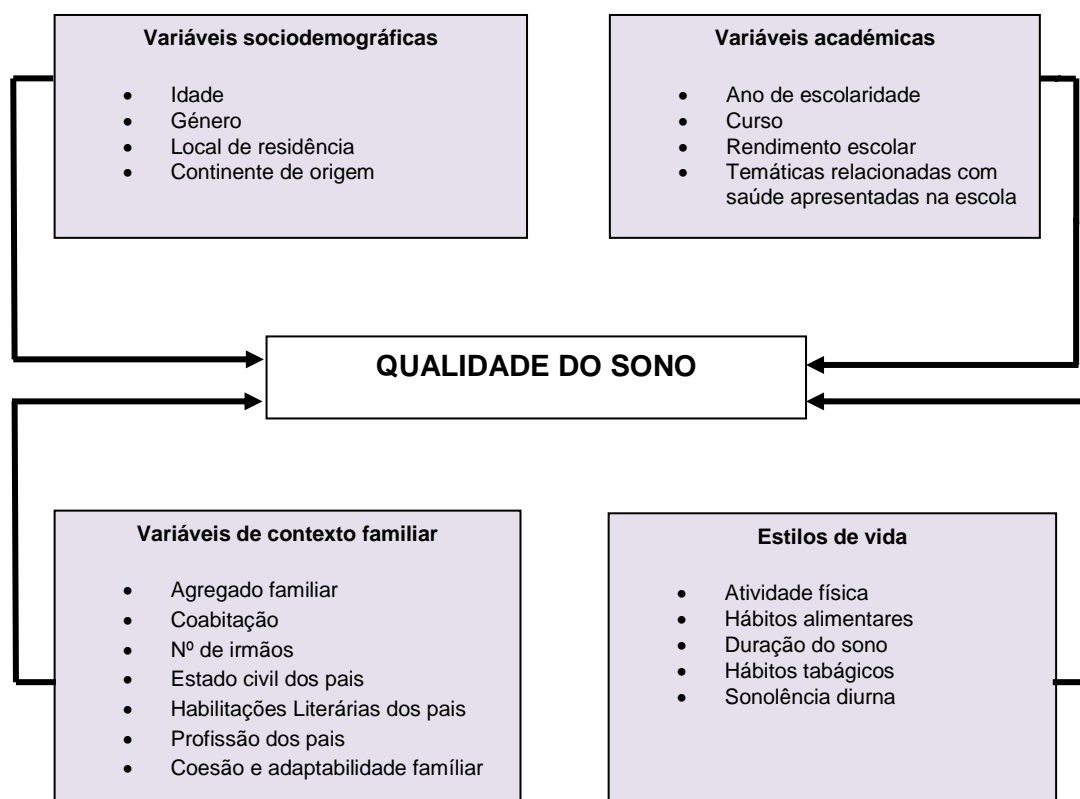 Variáveis sociodemográficas
• Idade
• Género
• Local de residência
• Continente de origem
Variáveis académicas
• Ano de escolaridade
• Curso
• Rendimento escolar
• Temáticas relacionadas com
saúde apresentadas na escola
QUALIDADE DO SONO
Variáveis de contexto familiar
• Agregado familiar
• Coabitação
• Nº de irmãos
• Estado civil dos pais
• Habilitações Literárias dos pais
• Profissão dos pais
• Coesão e adaptabilidade famíliar
Estilos de vida
• Atividade física
• Hábitos alimentares
• Duração do sono
• Hábitos tabágicos
• Sonolência diurna